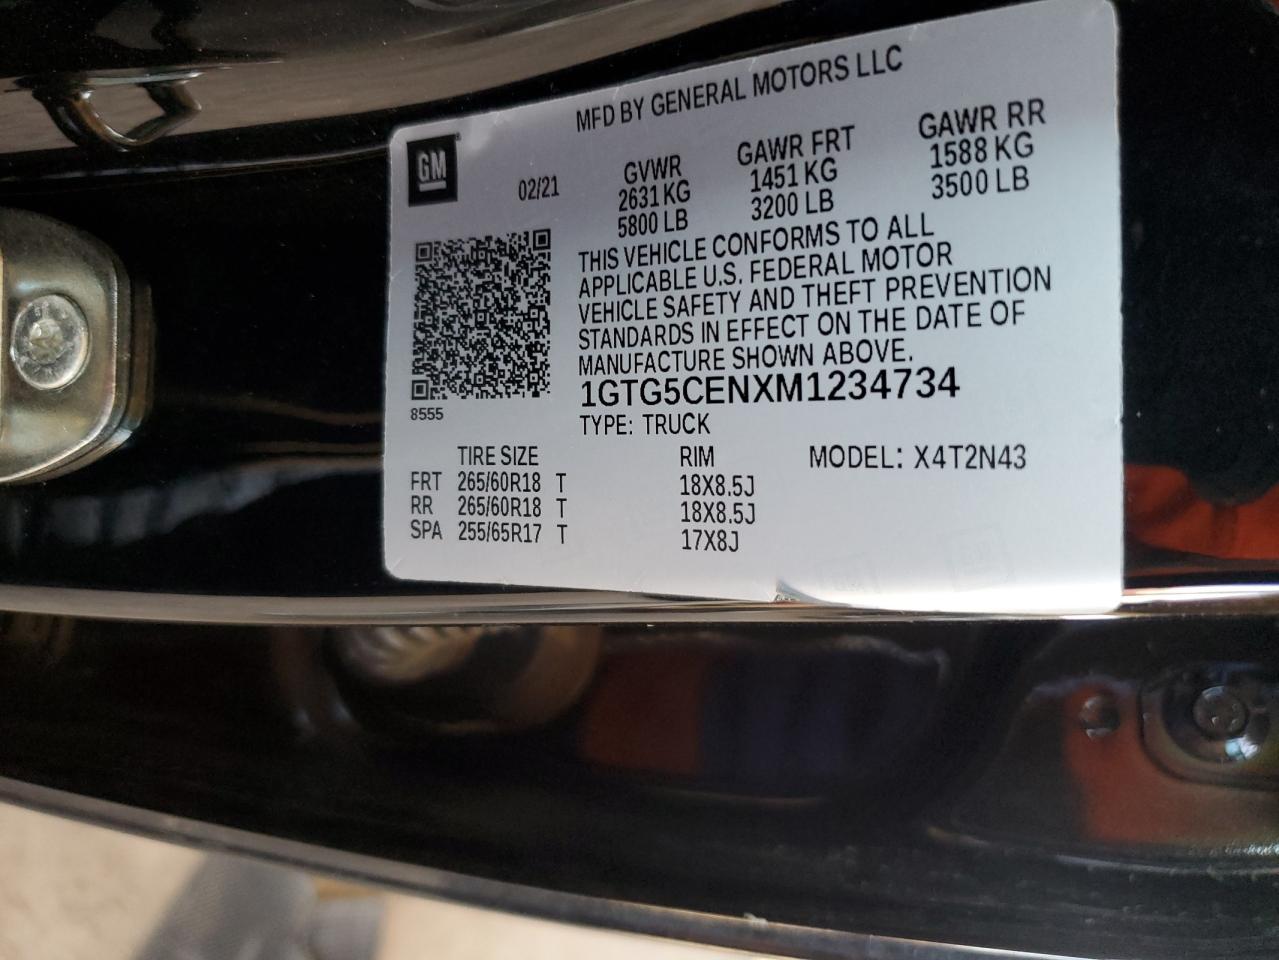 MFD BY GENERAL MOTORS LLC
GM
02/21
GVWR
2631 KG
5800 LB
GAWR FRT
1451 KG
3200 LB
GAWR RR
1588 KG
3500 LB
THIS VEHICLE CONFORMS TO ALL
APPLICABLE U.S. FEDERAL MOTOR
VEHICLE SAFETY AND THEFT PREVENTION
STANDARDS IN EFFECT ON THE DATE OF
MANUFACTURE SHOWN ABOVE.
8555
1GTG5CENXM1234734
TYPE: TRUCK
TIRE SIZE RIM MODEL: X4T2N43
FRT 265/60R18 T 18X8.5J
RR 265/60R18 T 18X8.5J
SPA 255/65R17 T 17X8J